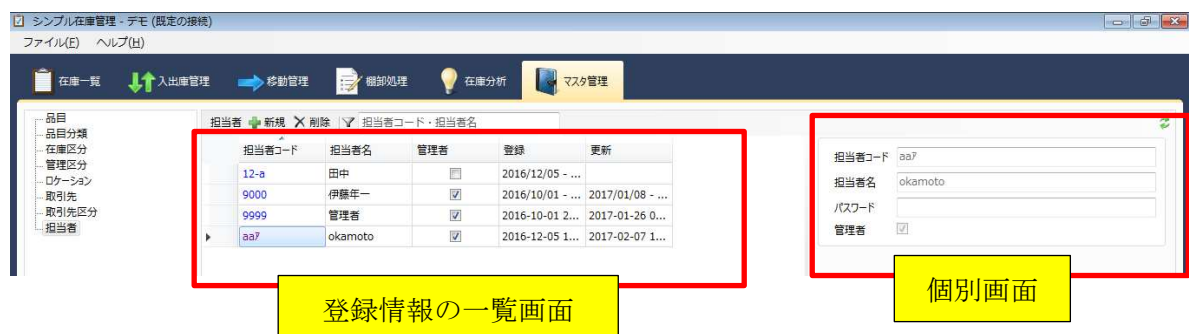 シンプル在庫管理 - デモ (既定の接続)
ファイル(F) ヘルプ(H)
在庫一覧 入出庫管理 移動管理 棚卸処理 在庫分析 マスタ管理
品目
品目分類
在庫区分
管理区分
ロケーション
取引先
取引先区分
担当者
担当者 新規 削除 担当者コード・担当者名
担当者コード 担当者名 管理者 登録 更新
12-a 田中 2016/12/05 - ...
9000 伊藤年一 2016/10/01 - ... 2017/01/08 - ...
9999 管理者 2016-10-01 2... 2017-01-26 0...
aaｱ okamoto 2016-12-05 1... 2017-02-07 1...
担当者コード aaｱ
担当者名 okamoto
パスワード
管理者
登録情報の一覧画面
個別画面